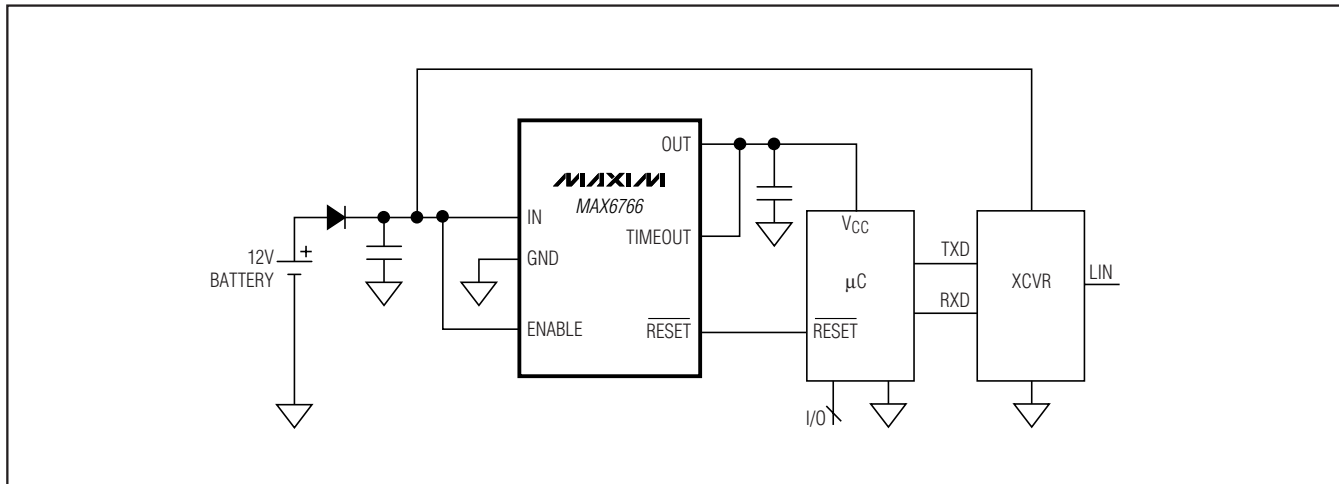 12V
BATTERY
+
IN
GND
ENABLE
MAXIM
MAX6766
OUT
TIMEOUT
RESET
VCC
µC
RESET
I/O
TXD
RXD
XCVR
LIN